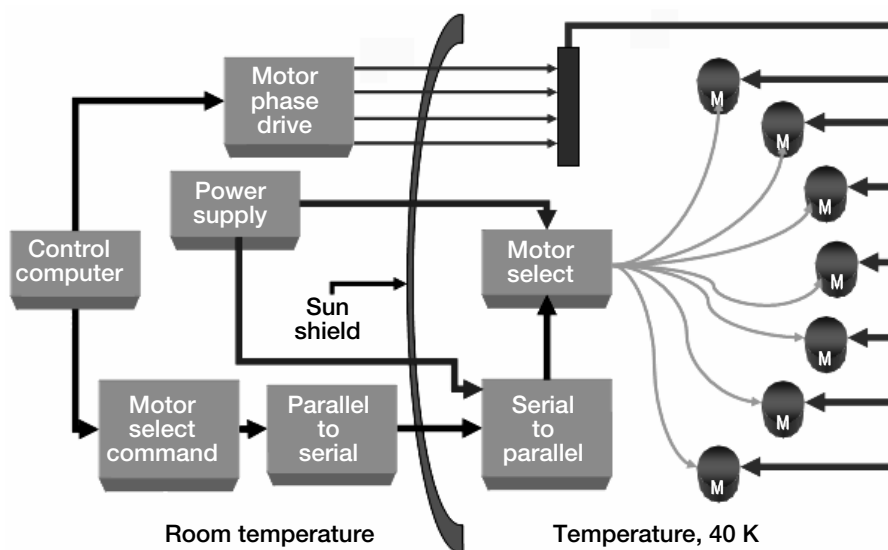 Motor
phase
drive
Power
supply
Control
computer
Motor
select
Sun
shield
Motor
select
command
Parallel
to
serial
Serial
to
parallel
M
M
M
M
M
M
M
Room temperature
Temperature, 40 K